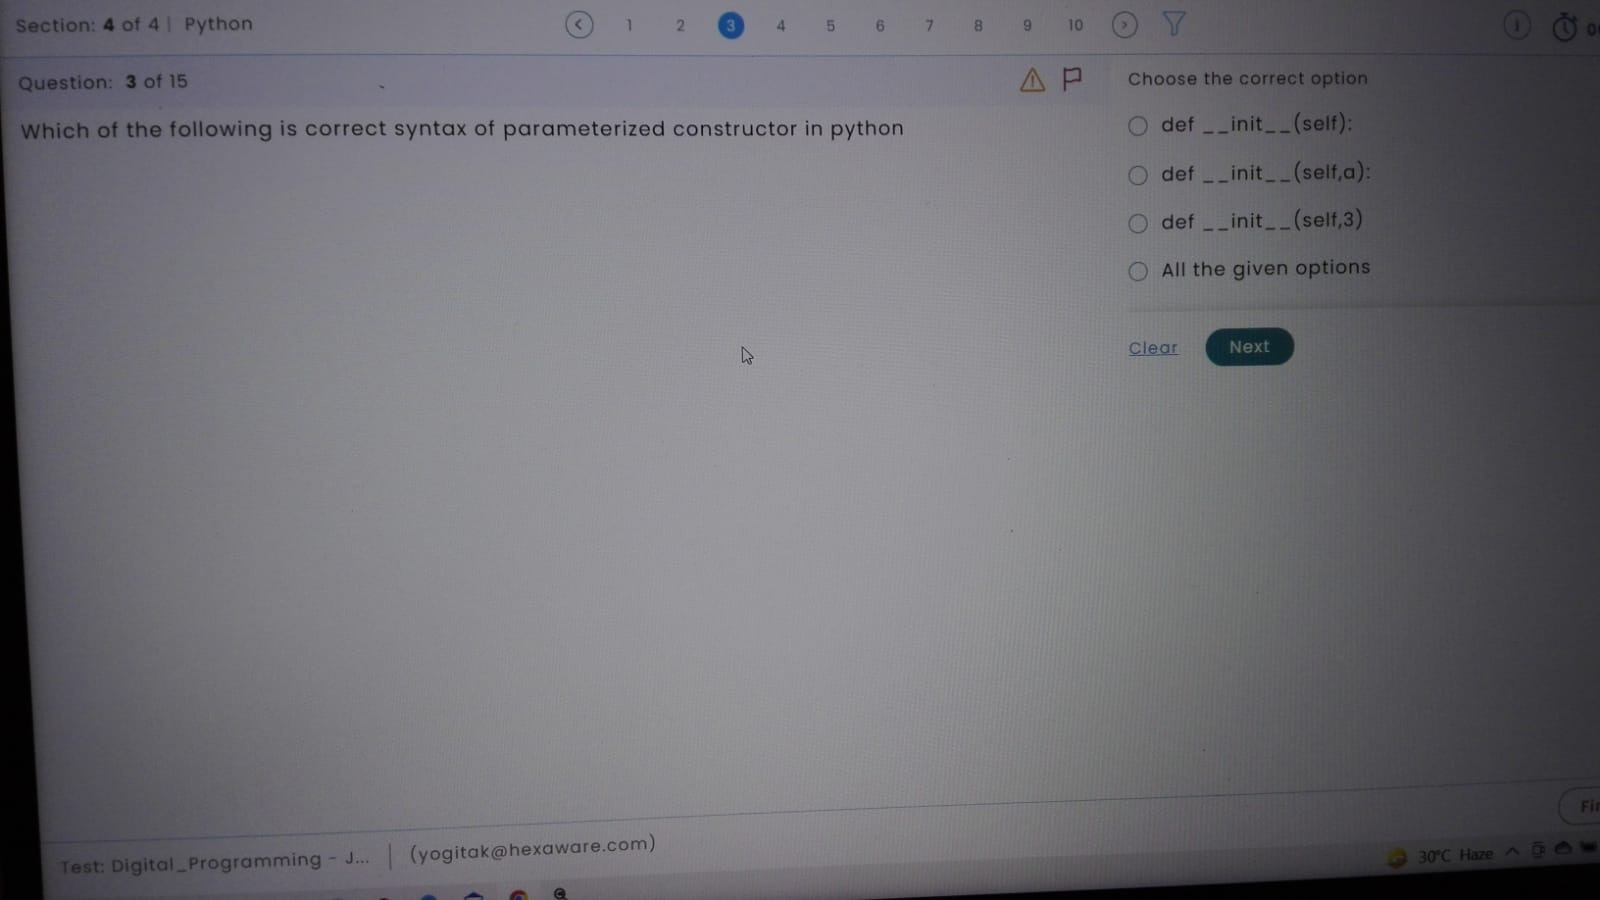 Section: 4 of 4 | Python
1 2 3 4 5 6 7 8 9 10
Question: 3 of 15
Which of the following is correct syntax of parameterized constructor in python
Choose the correct option
def __init__(self):
def __init__(self,a):
def __init__(self,3)
All the given options
Clear Next
Test: Digital_Programming - J... | (yogitak@hexaware.com)
30°C Haze